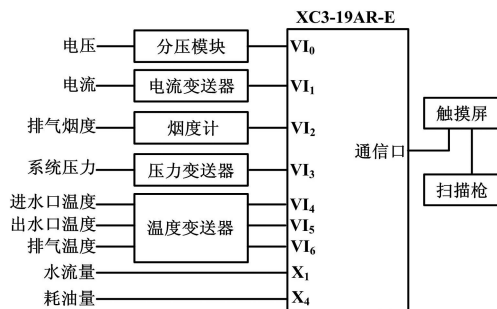 XC3-19AR-E
电压 分压模块 VI₀
电流 电流变送器 VI₁
排气烟度 烟度计 VI₂
系统压力 压力变送器 VI₃
进水口温度 VI₄
出水口温度 温度变送器 VI₅
排气温度 VI₆
水流量 X₁
耗油量 X₄
通信口
触摸屏
扫描枪